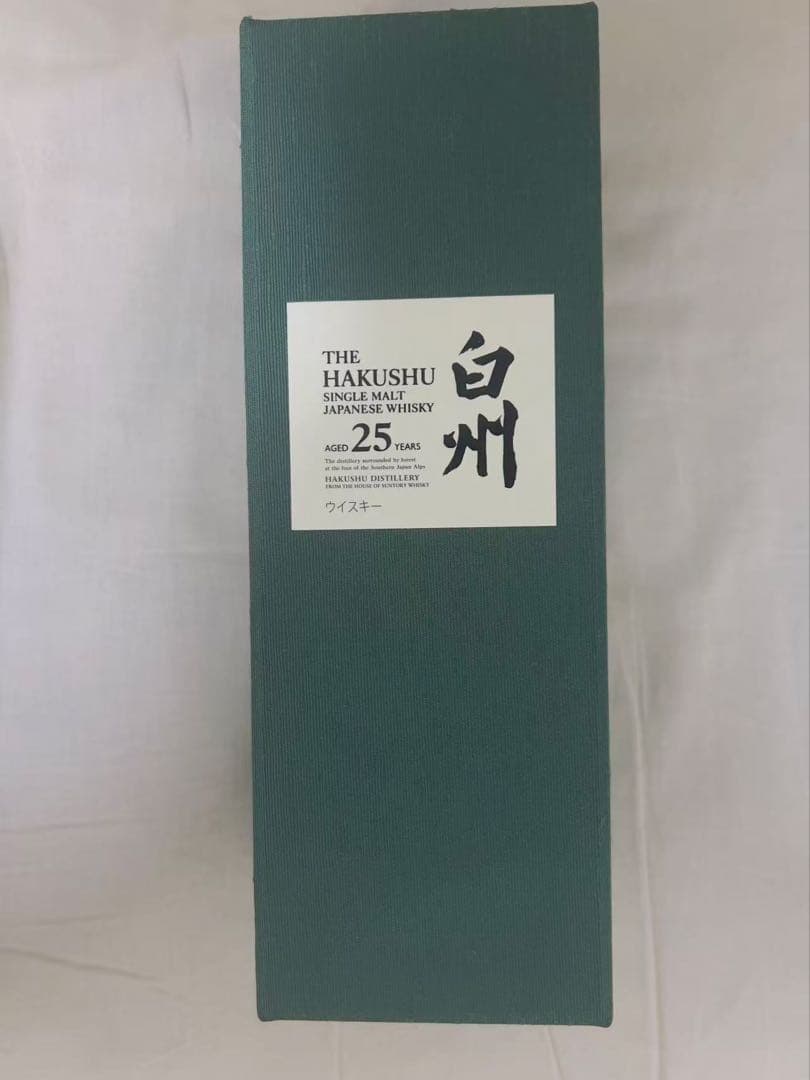 THE
HAKUSHU
SINGLE MALT
JAPANESE WHISKY
AGED 25 YEARS
The distillery surrounded by forest
at the foot of the Southern Japan Alps
HAKUSHU DISTILLERY
FROM THE HOUSE OF SUNTORY WHISKY
ウイスキー
白州